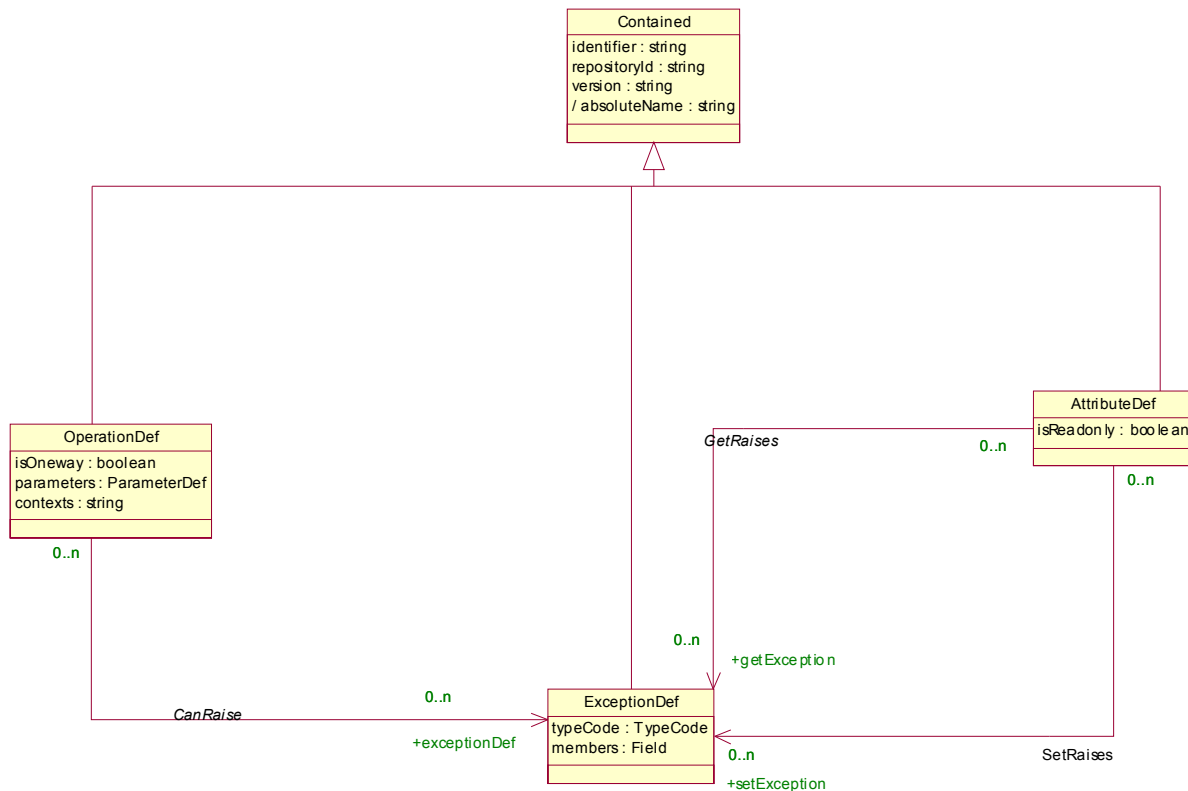 Contained
identifier : string
repositoryId : string
version : string
/ absoluteName : string
AttributeDef
isReadonly : boolean
OperationDef
isOneway : boolean
parameters : ParameterDef
contexts : string
GetRaises
0..n
0..n
0..n
0..n
+getException
0..n
CanRaise
+exceptionDef
ExceptionDef
typeCode : TypeCode
members : Field
0..n
SetRaises
+setException